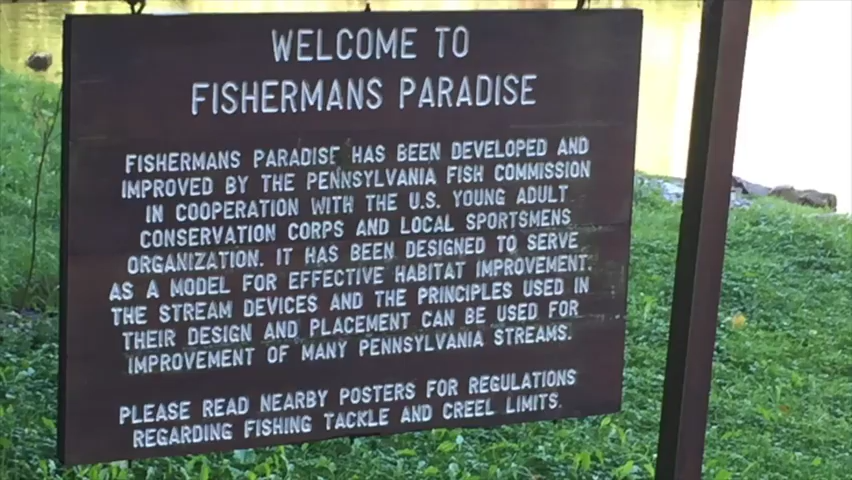 WELCOME TO
FISHERMANS PARADISE
FISHERMANS PARADISE HAS BEEN DEVELOPED AND
IMPROVED BY THE PENNSYLVANIA FISH COMMISSION
IN COOPERATION WITH THE U.S. YOUNG ADULT
CONSERVATION CORPS AND LOCAL SPORTSMENS
ORGANIZATION. IT HAS BEEN DESIGNED TO SERVE
AS A MODEL FOR EFFECTIVE HABITAT IMPROVEMENT.
THE STREAM DEVICES AND THE PRINCIPLES USED IN
THEIR DESIGN AND PLACEMENT CAN BE USED FOR
IMPROVEMENT OF MANY PENNSYLVANIA STREAMS.
PLEASE READ NEARBY POSTERS FOR REGULATIONS
REGARDING FISHING TACKLE AND CREEL LIMITS.